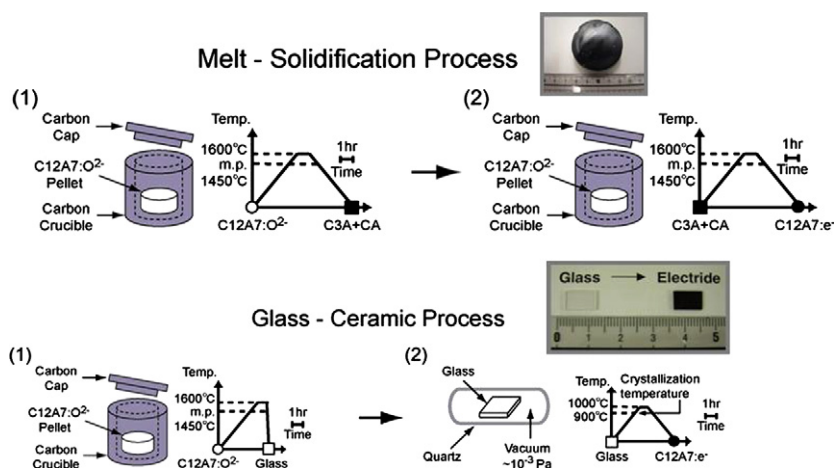 Melt - Solidification Process
(1)
Carbon
Cap
C12A7:O²⁻
Pellet
Carbon
Crucible
Temp.
1600°C
m.p.
1450°C
1hr
Time
C12A7:O²⁻
C3A+CA
(2)
Carbon
Cap
C12A7:O²⁻
Pellet
Carbon
Crucible
Temp.
1600°C
m.p.
1450°C
1hr
Time
C3A+CA
C12A7:e⁻
Glass → Electride
0 1 2 3 4 5
Glass - Ceramic Process
(1)
Carbon
Cap
C12A7:O²⁻
Pellet
Carbon
Crucible
Temp.
1600°C
m.p.
1450°C
1hr
Time
C12A7:O²⁻
Glass
(2)
Glass
Quartz
Vacuum
~10⁻³ Pa
Temp.
1000°C
900°C
Crystallization
temperature
1hr
Time
Glass
C12A7:e⁻